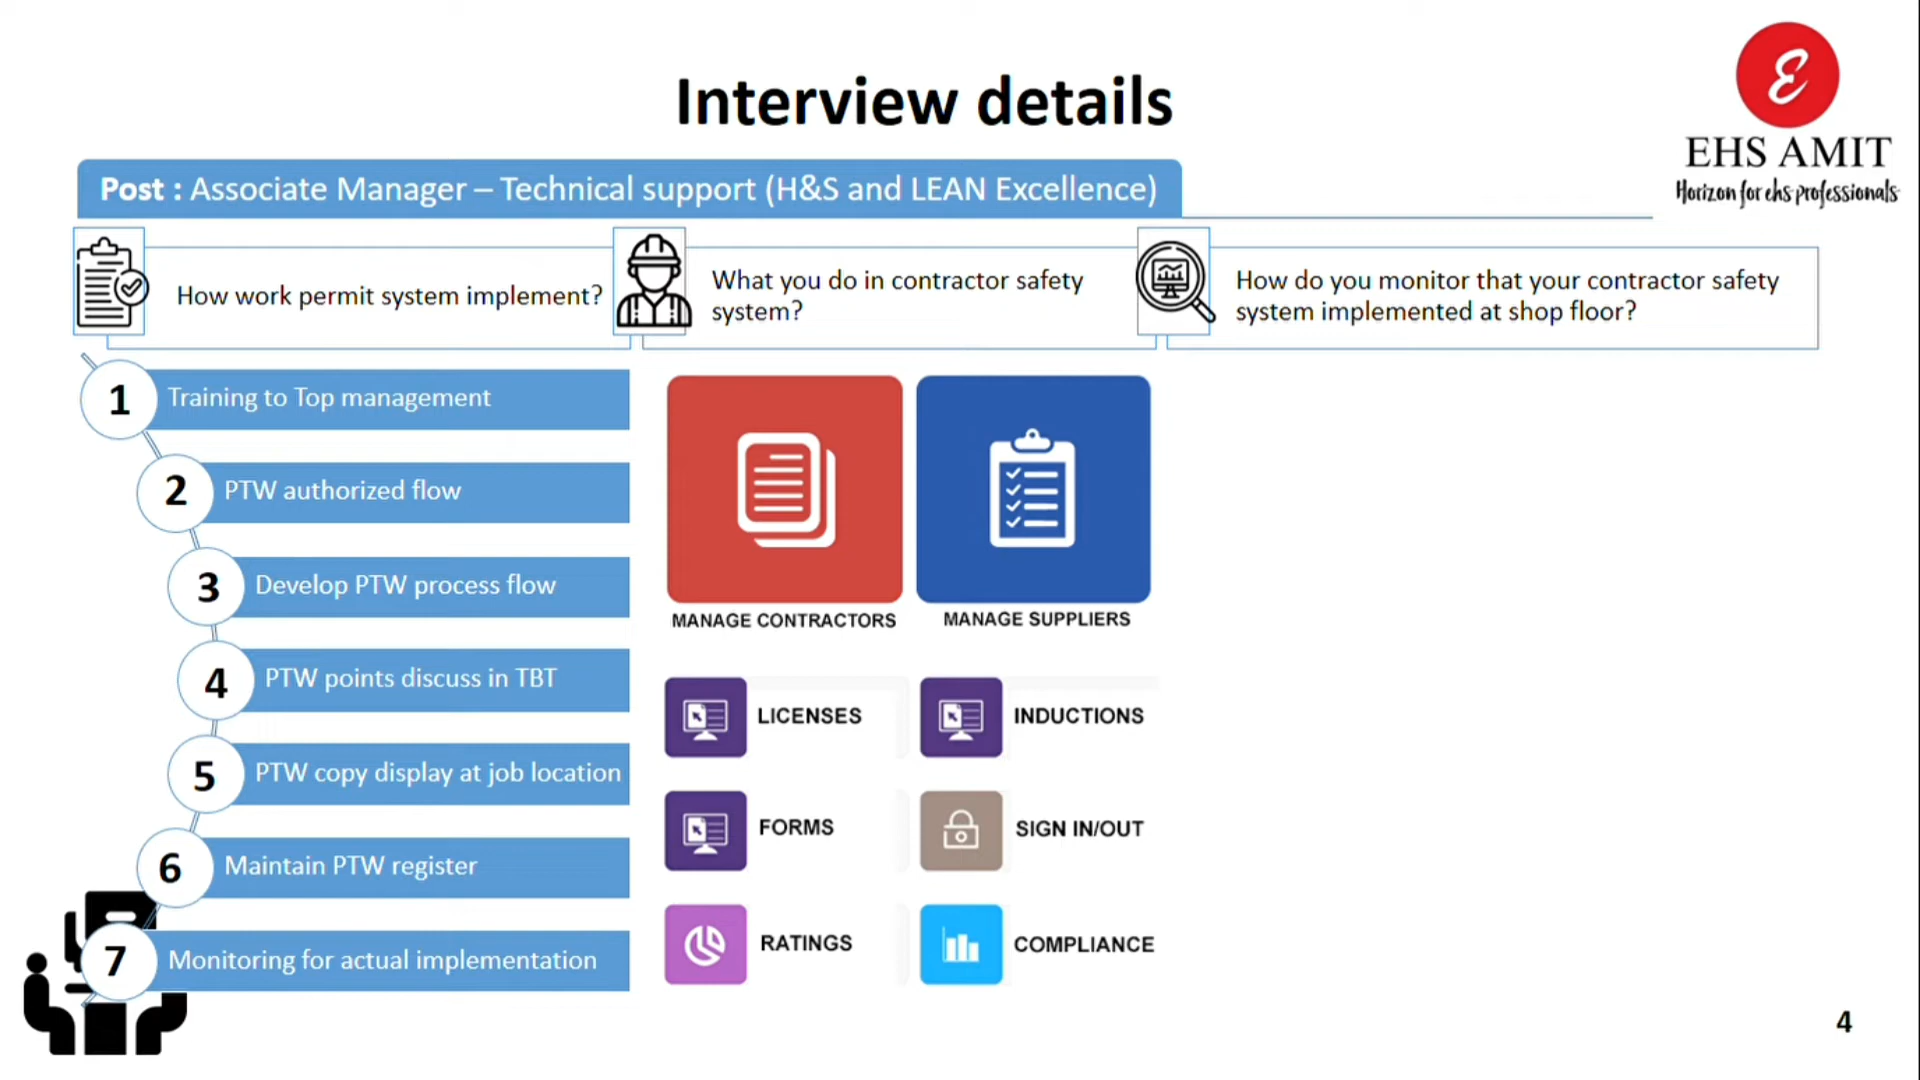 Interview details
EHS AMIT
Horizon for ehs professionals
Post : Associate Manager – Technical support (H&S and LEAN Excellence)
How work permit system implement?
What you do in contractor safety
system?
How do you monitor that your contractor safety
system implemented at shop floor?
1 Training to Top management
2 PTW authorized flow
3 Develop PTW process flow
4 PTW points discuss in TBT
5 PTW copy display at job location
6 Maintain PTW register
7 Monitoring for actual implementation
MANAGE CONTRACTORS
MANAGE SUPPLIERS
LICENSES
INDUCTIONS
FORMS
SIGN IN/OUT
RATINGS
COMPLIANCE
4